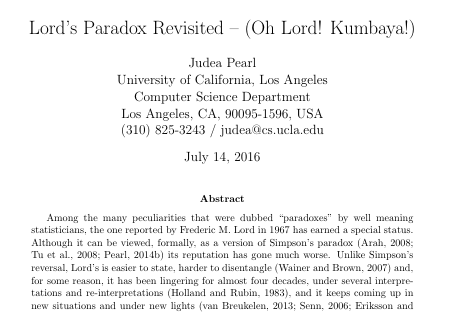 Lord's Paradox Revisited – (Oh Lord! Kumbaya!)
Judea Pearl
University of California, Los Angeles
Computer Science Department
Los Angeles, CA, 90095-1596, USA
(310) 825-3243 / judea@cs.ucla.edu
July 14, 2016
Abstract
Among the many peculiarities that were dubbed “paradoxes” by well meaning
statisticians, the one reported by Frederic M. Lord in 1967 has earned a special status.
Although it can be viewed, formally, as a version of Simpson's paradox (Arah, 2008;
Tu et al., 2008; Pearl, 2014b) its reputation has gone much worse. Unlike Simpson's
reversal, Lord's is easier to state, harder to disentangle (Wainer and Brown, 2007) and,
for some reason, it has been lingering for almost four decades, under several interpre-
tations and re-interpretations (Holland and Rubin, 1983), and it keeps coming up in
new situations and under new lights (van Breukelen, 2013; Senn, 2006; Eriksson and